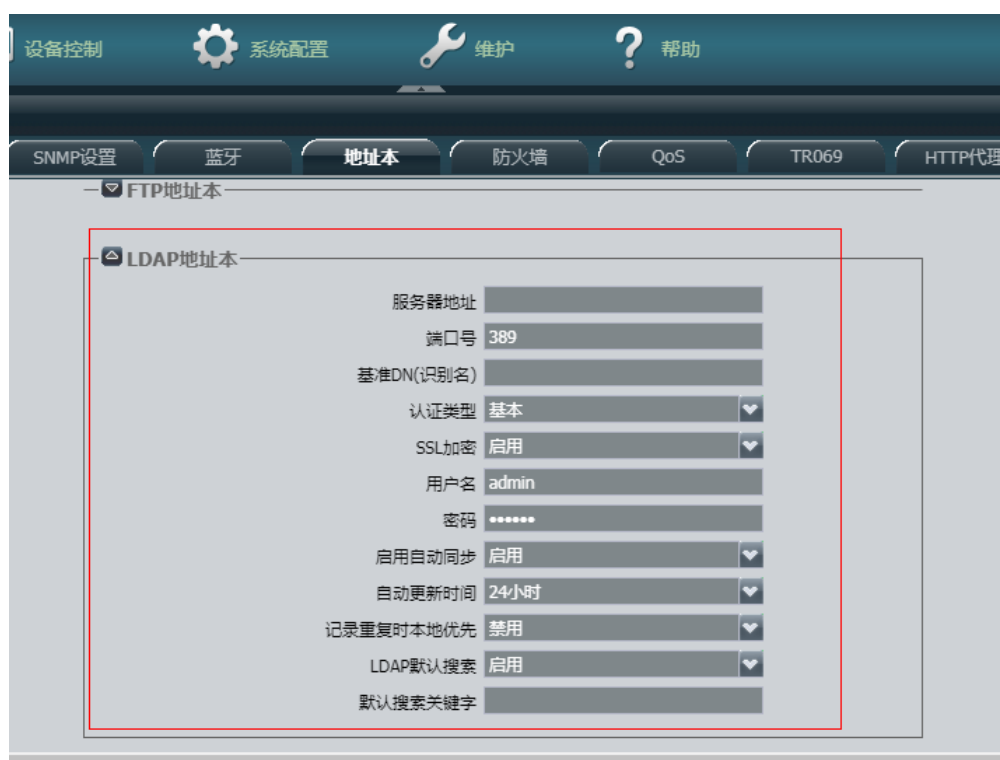 设备控制 系统配置 维护 ? 帮助
SNMP设置 蓝牙 地址本 防火墙 QoS TR069 HTTP代理
FTP地址本
LDAP地址本
服务器地址
端口号 389
基准DN(识别名)
认证类型 基本
SSL加密 启用
用户名 admin
密码 ••••••
启用自动同步 启用
自动更新时间 24小时
记录重复时本地优先 禁用
LDAP默认搜索 启用
默认搜索关键字